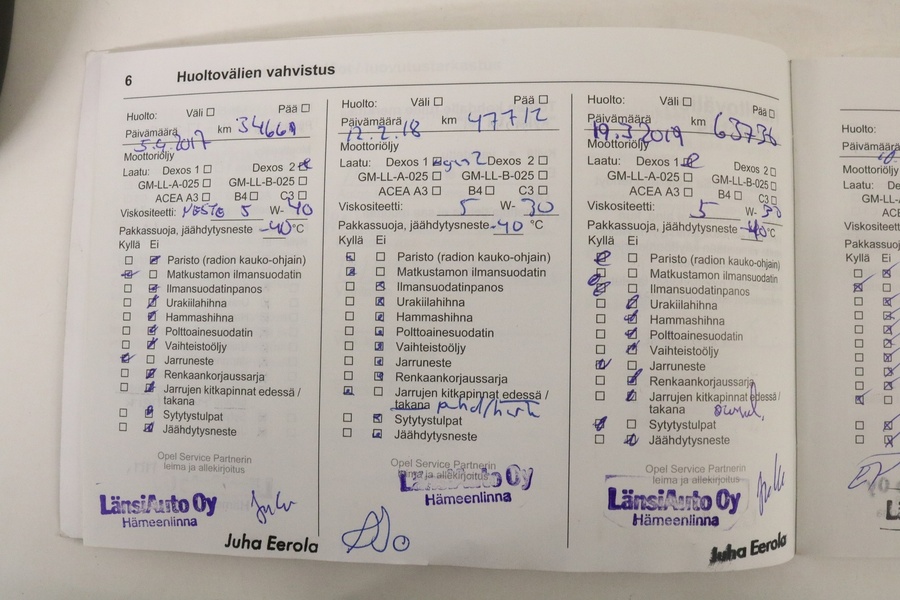 6 Huoltovälien vahvistus
Huolto: Väli Pää
Päivämäärä 5.4.2017 km 34669
Moottoriöljy
Laatu: Dexos 1 Dexos 2
GM-LL-A-025 GM-LL-B-025
ACEA A3 B4 C3
Viskositeetti: NESTE 5 W- 40
Pakkassuoja, jäähdytysneste -40 °C
Kyllä Ei
Paristo (radion kauko-ohjain)
Matkustamon ilmansuodatin
Ilmansuodatinpanos
Urakiilahihna
Hammashihna
Polttoainesuodatin
Vaihteistoöljy
Jarruneste
Renkaankorjaussarja
Jarrujen kitkapinnat edessä /
takana
Sytytystulpat
Jäähdytysneste
Opel Service Partnerin
leima ja allekirjoitus
LänsiAuto Oy
Hämeenlinna
Juha Eerola
Huolto: Väli Pää
Päivämäärä 12.2.18 km 47712
Moottoriöljy
Laatu: Dexos 1 Dexos 2
GM-LL-A-025 GM-LL-B-025
ACEA A3 B4 C3
Viskositeetti: 5 W- 30
Pakkassuoja, jäähdytysneste -40 °C
Kyllä Ei
Paristo (radion kauko-ohjain)
Matkustamon ilmansuodatin
Ilmansuodatinpanos
Urakiilahihna
Hammashihna
Polttoainesuodatin
Vaihteistoöljy
Jarruneste
Renkaankorjaussarja
Jarrujen kitkapinnat edessä /
takana
Sytytystulpat
Jäähdytysneste
Opel Service Partnerin
leima ja allekirjoitus
LänsiAuto Oy
Hämeenlinna
Huolto: Väli Pää
Päivämäärä 19.3.2019 km 63736
Moottoriöljy
Laatu: Dexos 1 Dexos 2
GM-LL-A-025 GM-LL-B-025
ACEA A3 B4 C3
Viskositeetti: 5 W- 30
Pakkassuoja, jäähdytysneste -40 °C
Kyllä Ei
Paristo (radion kauko-ohjain)
Matkustamon ilmansuodatin
Ilmansuodatinpanos
Urakiilahihna
Hammashihna
Polttoainesuodatin
Vaihteistoöljy
Jarruneste
Renkaankorjaussarja
Jarrujen kitkapinnat edessä /
takana
Sytytystulpat
Jäähdytysneste
Opel Service Partnerin
leima ja allekirjoitus
LänsiAuto Oy
Hämeenlinna
Juha Eerola
Huolto:
Päivämäärä
Moottoriöljy
Laatu: De
GM-LL-A
ACE
Viskositeetti:
Pakkassuoja
Kyllä Ei